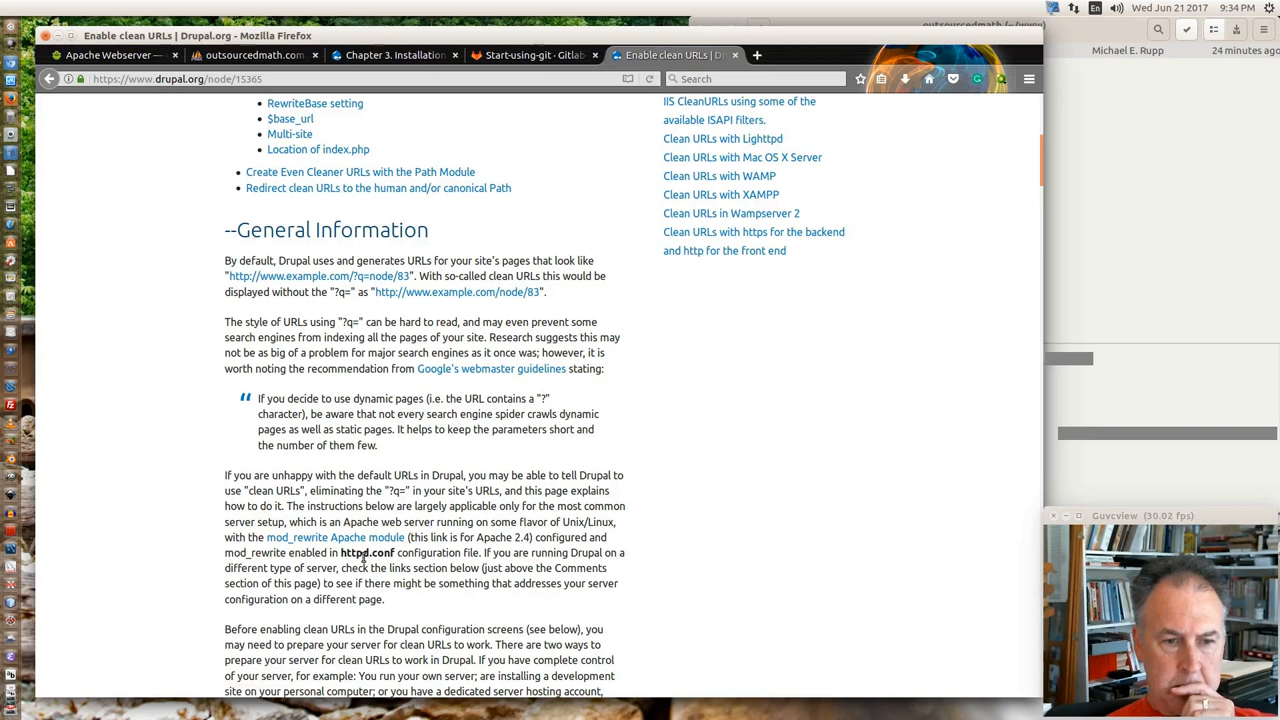 En
Wed Jun 21 2017
9:34 PM
Enable clean URLs | Drupal.org - Mozilla Firefox
Apache Webserver —
outsourcedmath.com
Chapter 3. Installation
Start-using-git · Gitlab
Enable clean URLs | Dr
https://www.drupal.org/node/15365
Search
Michael E. Rupp
24 minutes ago
RewriteBase setting
$base_url
Multi-site
Location of index.php
Create Even Cleaner URLs with the Path Module
Redirect clean URLs to the human and/or canonical Path
IIS CleanURLs using some of the
available ISAPI filters.
Clean URLs with Lighttpd
Clean URLs with Mac OS X Server
Clean URLs with WAMP
Clean URLs with XAMPP
Clean URLs in Wampserver 2
Clean URLs with https for the backend
and http for the front end
--General Information
By default, Drupal uses and generates URLs for your site's pages that look like
"http://www.example.com/?q=node/83". With so-called clean URLs this would be
displayed without the "?q=" as "http://www.example.com/node/83".
The style of URLs using "?q=" can be hard to read, and may even prevent some
search engines from indexing all the pages of your site. Research suggests this may
not be as big of a problem for major search engines as it once was; however, it is
worth noting the recommendation from Google's webmaster guidelines stating:
“ If you decide to use dynamic pages (i.e. the URL contains a "?"
character), be aware that not every search engine spider crawls dynamic
pages as well as static pages. It helps to keep the parameters short and
the number of them few.
If you are unhappy with the default URLs in Drupal, you may be able to tell Drupal to
use "clean URLs", eliminating the "?q=" in your site's URLs, and this page explains
how to do it. The instructions below are largely applicable only for the most common
server setup, which is an Apache web server running on some flavor of Unix/Linux,
with the mod_rewrite Apache module (this link is for Apache 2.4) configured and
mod_rewrite enabled in httpd.conf configuration file. If you are running Drupal on a
different type of server, check the links section below (just above the Comments
section of this page) to see if there might be something that addresses your server
configuration on a different page.
Before enabling clean URLs in the Drupal configuration screens (see below), you
may need to prepare your server for clean URLs to work. There are two ways to
prepare your server for clean URLs to work in Drupal. If you have complete control
of your server, for example: You run your own server; are installing a development
site on your personal computer; or you have a dedicated server hosting account,
Guvcview (30.02 fps)